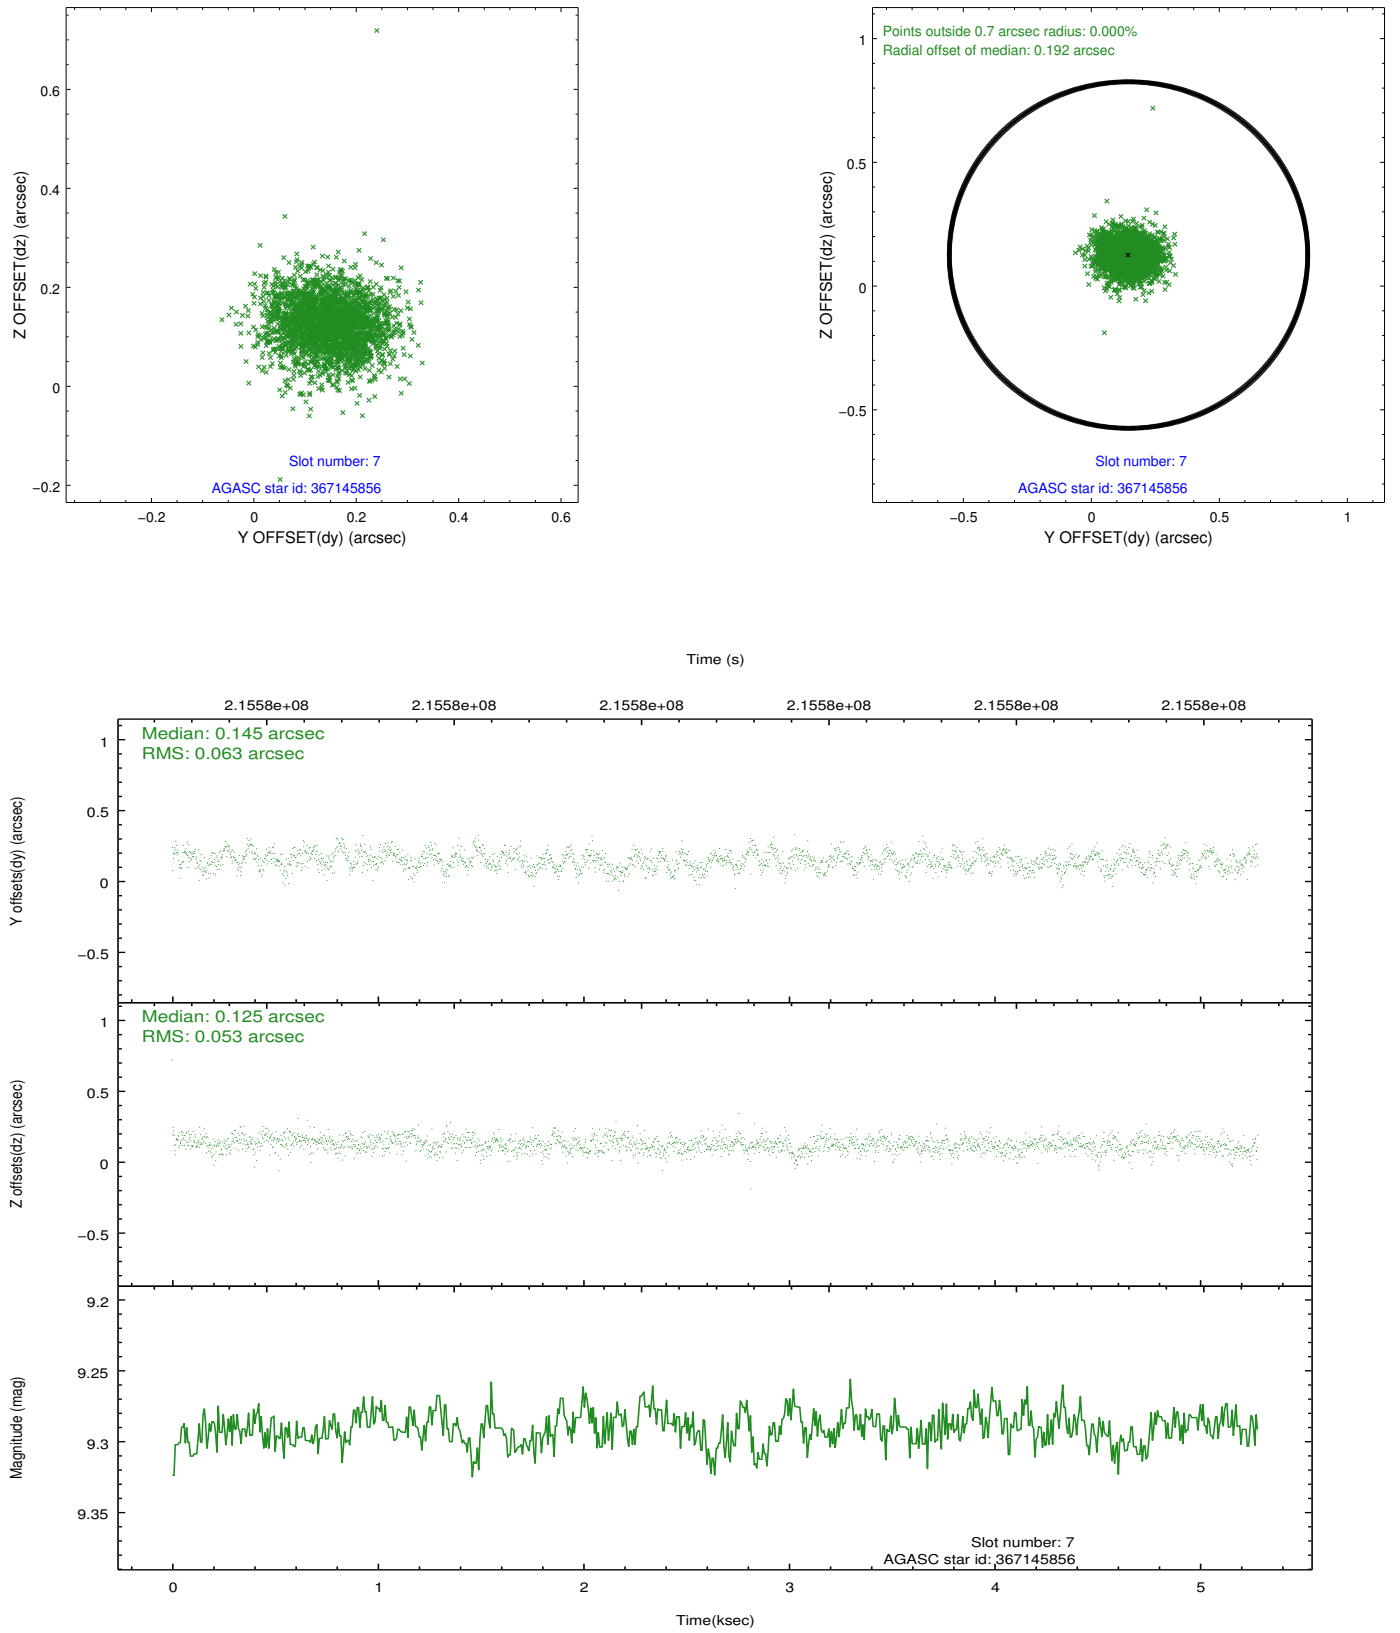 0.6
0.4
0.2
0
−0.2
Z OFFSET(dz) (arcsec)
−0.2
0
0.2
0.4
0.6
Y OFFSET(dy) (arcsec)
Slot number: 7
AGASC star id: 367145856
Points outside 0.7 arcsec radius: 0.000%
Radial offset of median: 0.192 arcsec
1
0.5
0
−0.5
Z OFFSET(dz) (arcsec)
−0.5
0
0.5
1
Y OFFSET(dy) (arcsec)
Slot number: 7
AGASC star id: 367145856
Time (s)
2.1558e+08
2.1558e+08
2.1558e+08
2.1558e+08
2.1558e+08
2.1558e+08
Median: 0.145 arcsec
RMS: 0.063 arcsec
1
0.5
0
−0.5
Y offsets(dy) (arcsec)
Median: 0.125 arcsec
RMS: 0.053 arcsec
1
0.5
0
−0.5
Z offsets(dz) (arcsec)
9.2
9.25
9.3
9.35
Magnitude (mag)
Slot number: 7
AGASC star id: 367145856
0
1
2
3
4
5
Time(ksec)